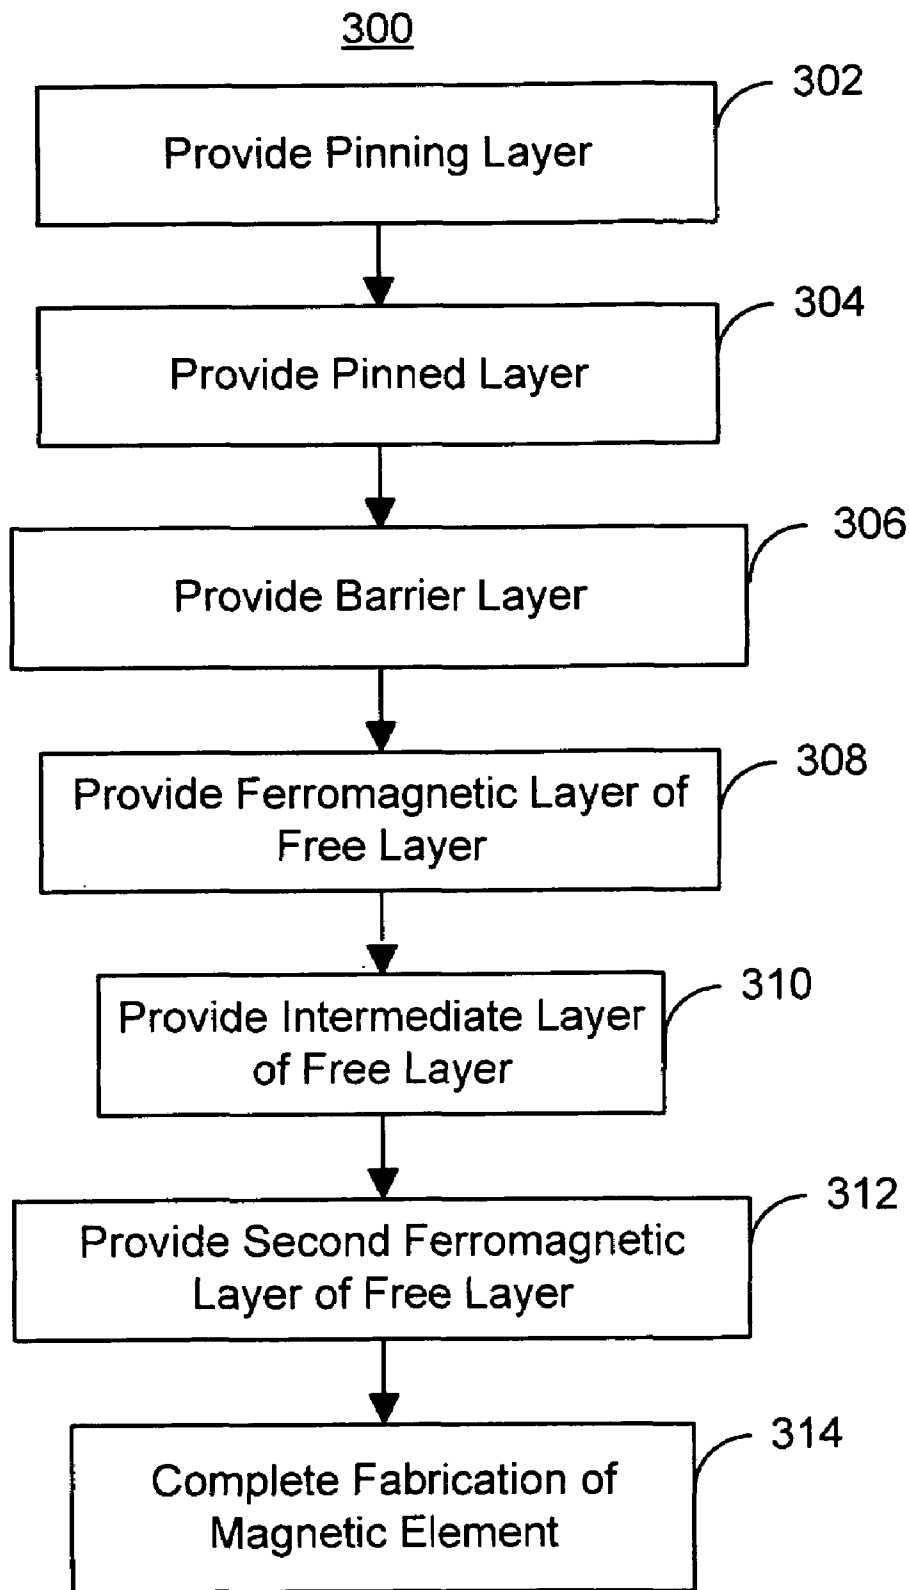 300
302
Provide Pinning Layer
304
Provide Pinned Layer
306
Provide Barrier Layer
308
Provide Ferromagnetic Layer of
Free Layer
310
Provide Intermediate Layer
of Free Layer
312
Provide Second Ferromagnetic
Layer of Free Layer
314
Complete Fabrication of
Magnetic Element